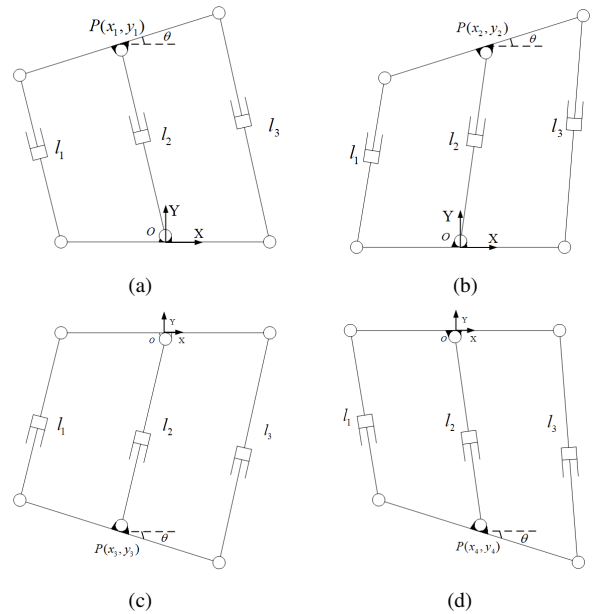 P(x₁, y₁)
θ
l₁
l₂
l₃
Y
O
X
(a)
P(x₂, y₂)
θ
l₁
l₂
l₃
Y
O
X
(b)
Y
O
X
l₁
l₂
l₃
P(x₃, y₃)
θ
(c)
Y
O
X
l₁
l₂
l₃
P(x₄, y₄)
θ
(d)